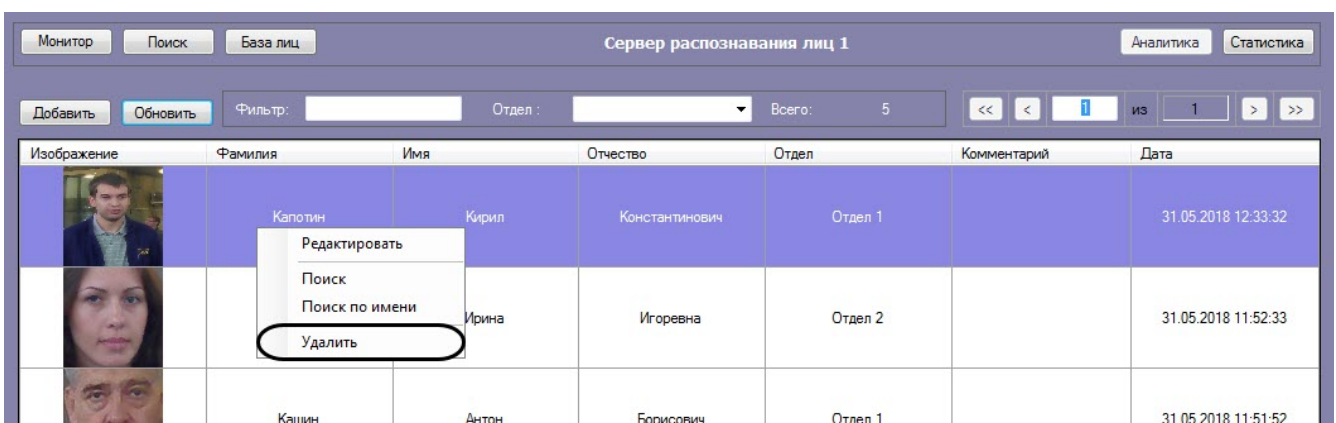 Монитор Поиск База лиц Сервер распознавания лиц 1 Аналитика Статистика
Добавить Обновить Фильтр: Отдел : Всего: 5 << < 1 из 1 > >>
Изображение Фамилия Имя Отчество Отдел Комментарий Дата
Капотин Кирил Константинович Отдел 1 31.05.2018 12:33:32
Редактировать
Поиск
Поиск по имени
Ирина Игоревна Отдел 2 31.05.2018 11:52:33
Удалить
Кашин Антон Борисович Отдел 1 31.05.2018 11:51:52